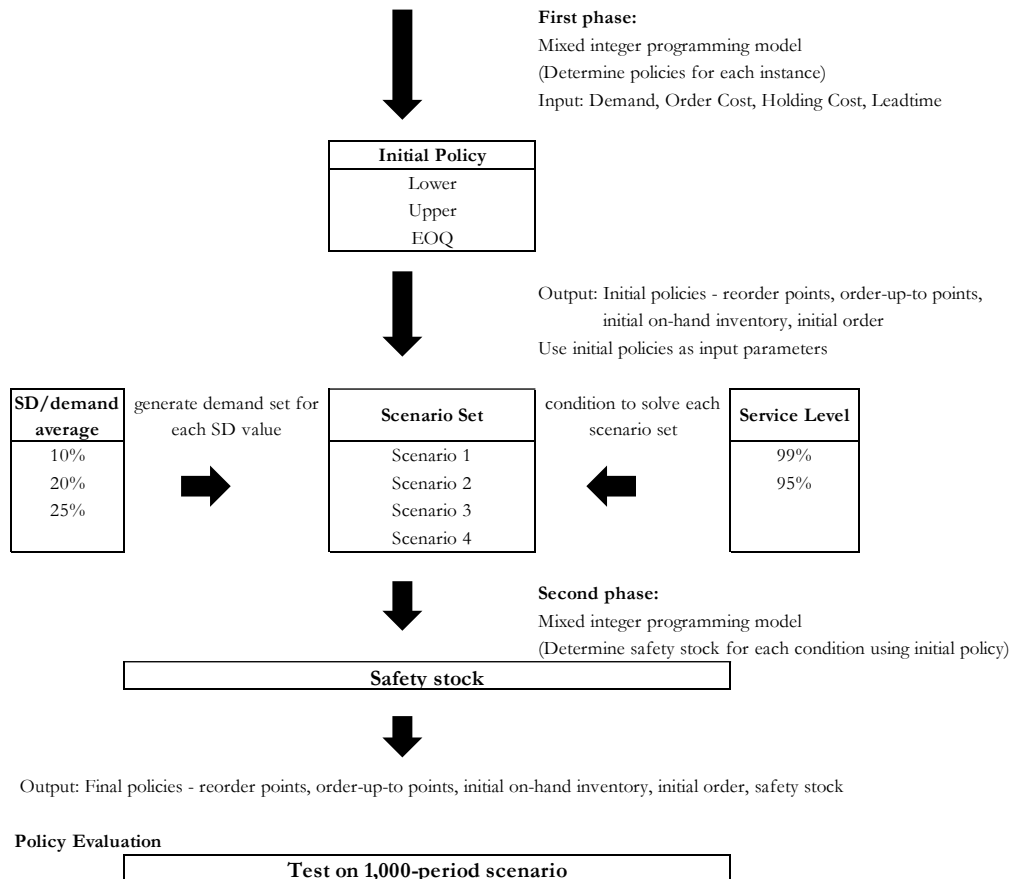 First phase:
Mixed integer programming model
(Determine policies for each instance)
Input: Demand, Order Cost, Holding Cost, Leadtime
Initial Policy
Lower
Upper
EOQ
Output: Initial policies - reorder points, order-up-to points,
initial on-hand inventory, initial order
Use initial policies as input parameters
SD/demand
average
10%
20%
25%
generate demand set for
each SD value
Scenario Set
Scenario 1
Scenario 2
Scenario 3
Scenario 4
condition to solve each
scenario set
Service Level
99%
95%
Second phase:
Mixed integer programming model
(Determine safety stock for each condition using initial policy)
Safety stock
Output: Final policies - reorder points, order-up-to points, initial on-hand inventory, initial order, safety stock
Policy Evaluation
Test on 1,000-period scenario